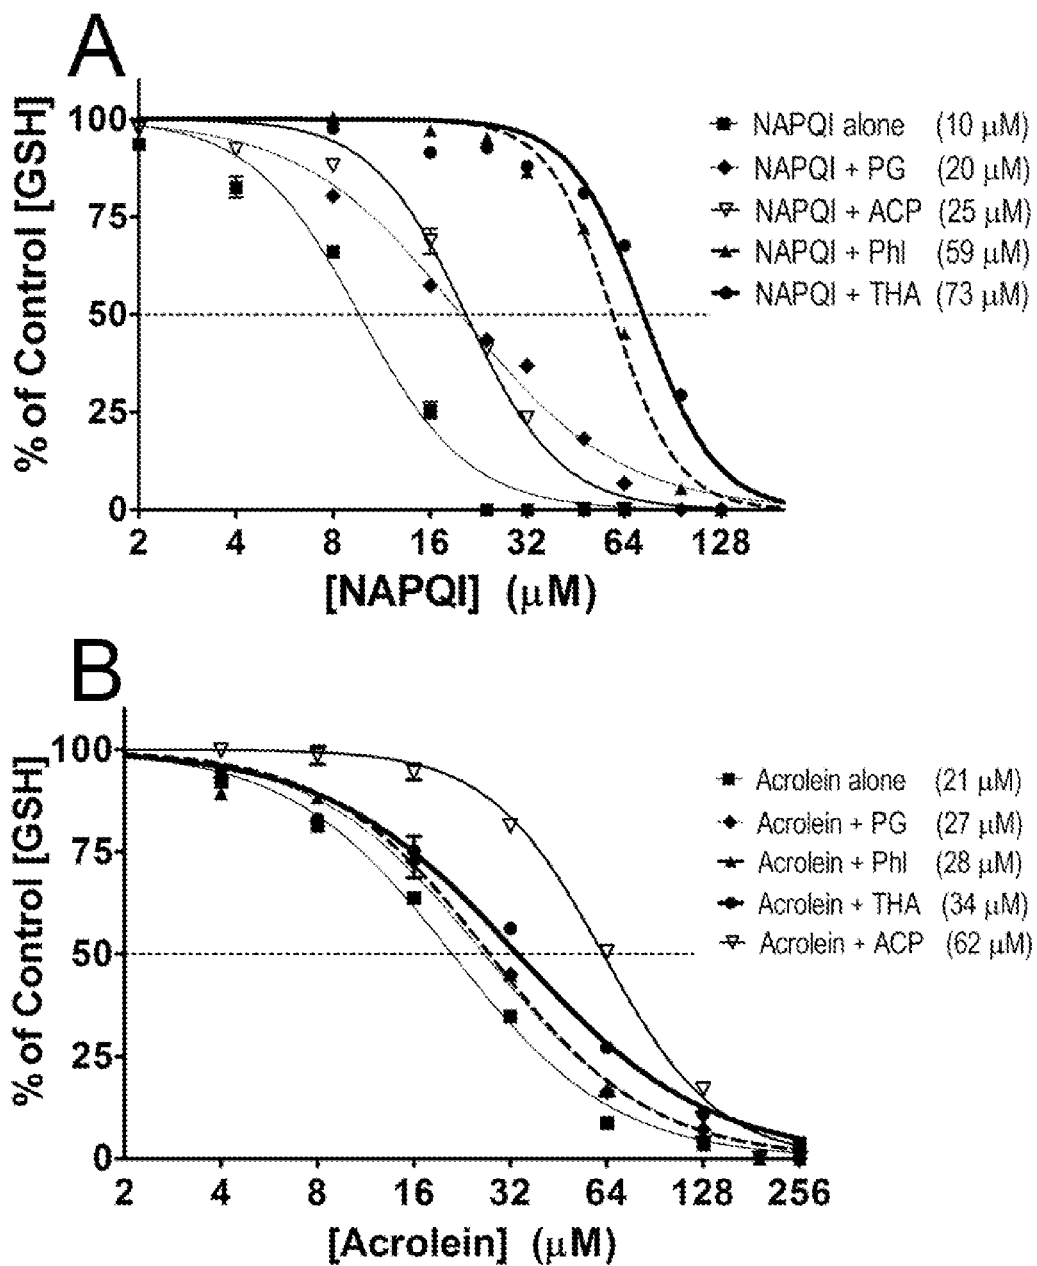 A
% of Control [GSH]
100
75
50
25
0
2 4 8 16 32 64 128
[NAPQI] (μM)
NAPQI alone (10 μM)
NAPQI + PG (20 μM)
NAPQI + ACP (25 μM)
NAPQI + Phl (59 μM)
NAPQI + THA (73 μM)
B
% of Control [GSH]
100
75
50
25
0
2 4 8 16 32 64 128 256
[Acrolein] (μM)
Acrolein alone (21 μM)
Acrolein + PG (27 μM)
Acrolein + Phl (28 μM)
Acrolein + THA (34 μM)
Acrolein + ACP (62 μM)